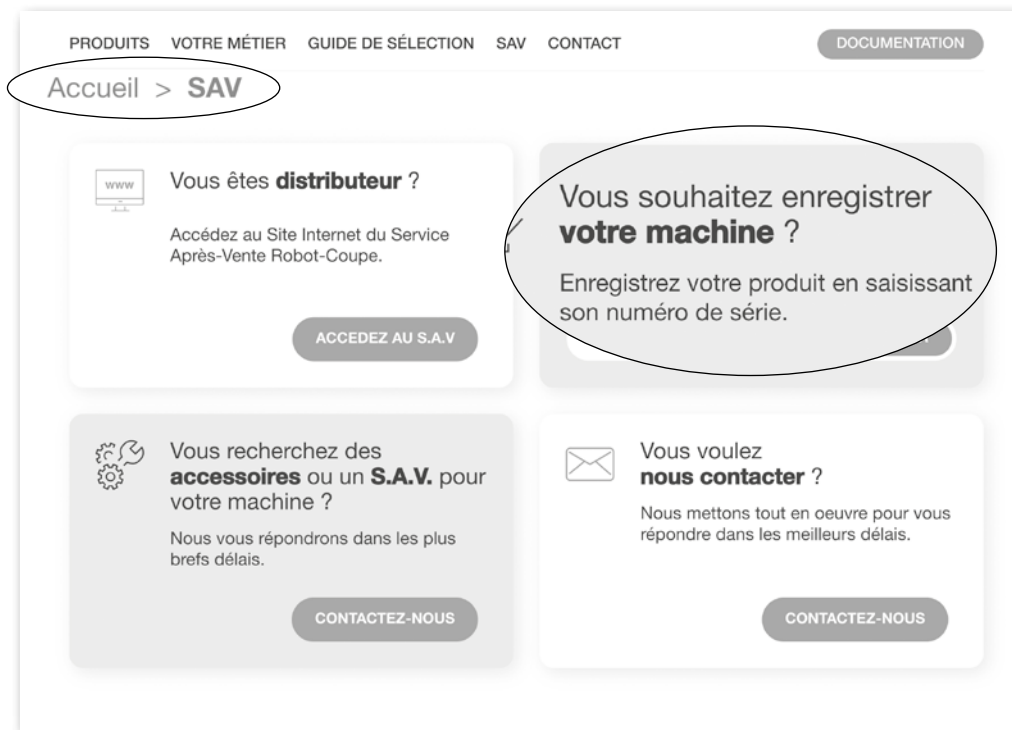 PRODUITS VOTRE MÉTIER GUIDE DE SÉLECTION SAV CONTACT DOCUMENTATION
Accueil > SAV
www
Vous êtes distributeur ?
Accédez au Site Internet du Service
Après-Vente Robot-Coupe.
ACCEDEZ AU S.A.V
Vous souhaitez enregistrer
votre machine ?
Enregistrez votre produit en saisissant
son numéro de série.
Vous recherchez des
accessoires ou un S.A.V. pour
votre machine ?
Nous vous répondrons dans les plus
brefs délais.
CONTACTEZ-NOUS
Vous voulez
nous contacter ?
Nous mettons tout en oeuvre pour vous
répondre dans les meilleurs délais.
CONTACTEZ-NOUS